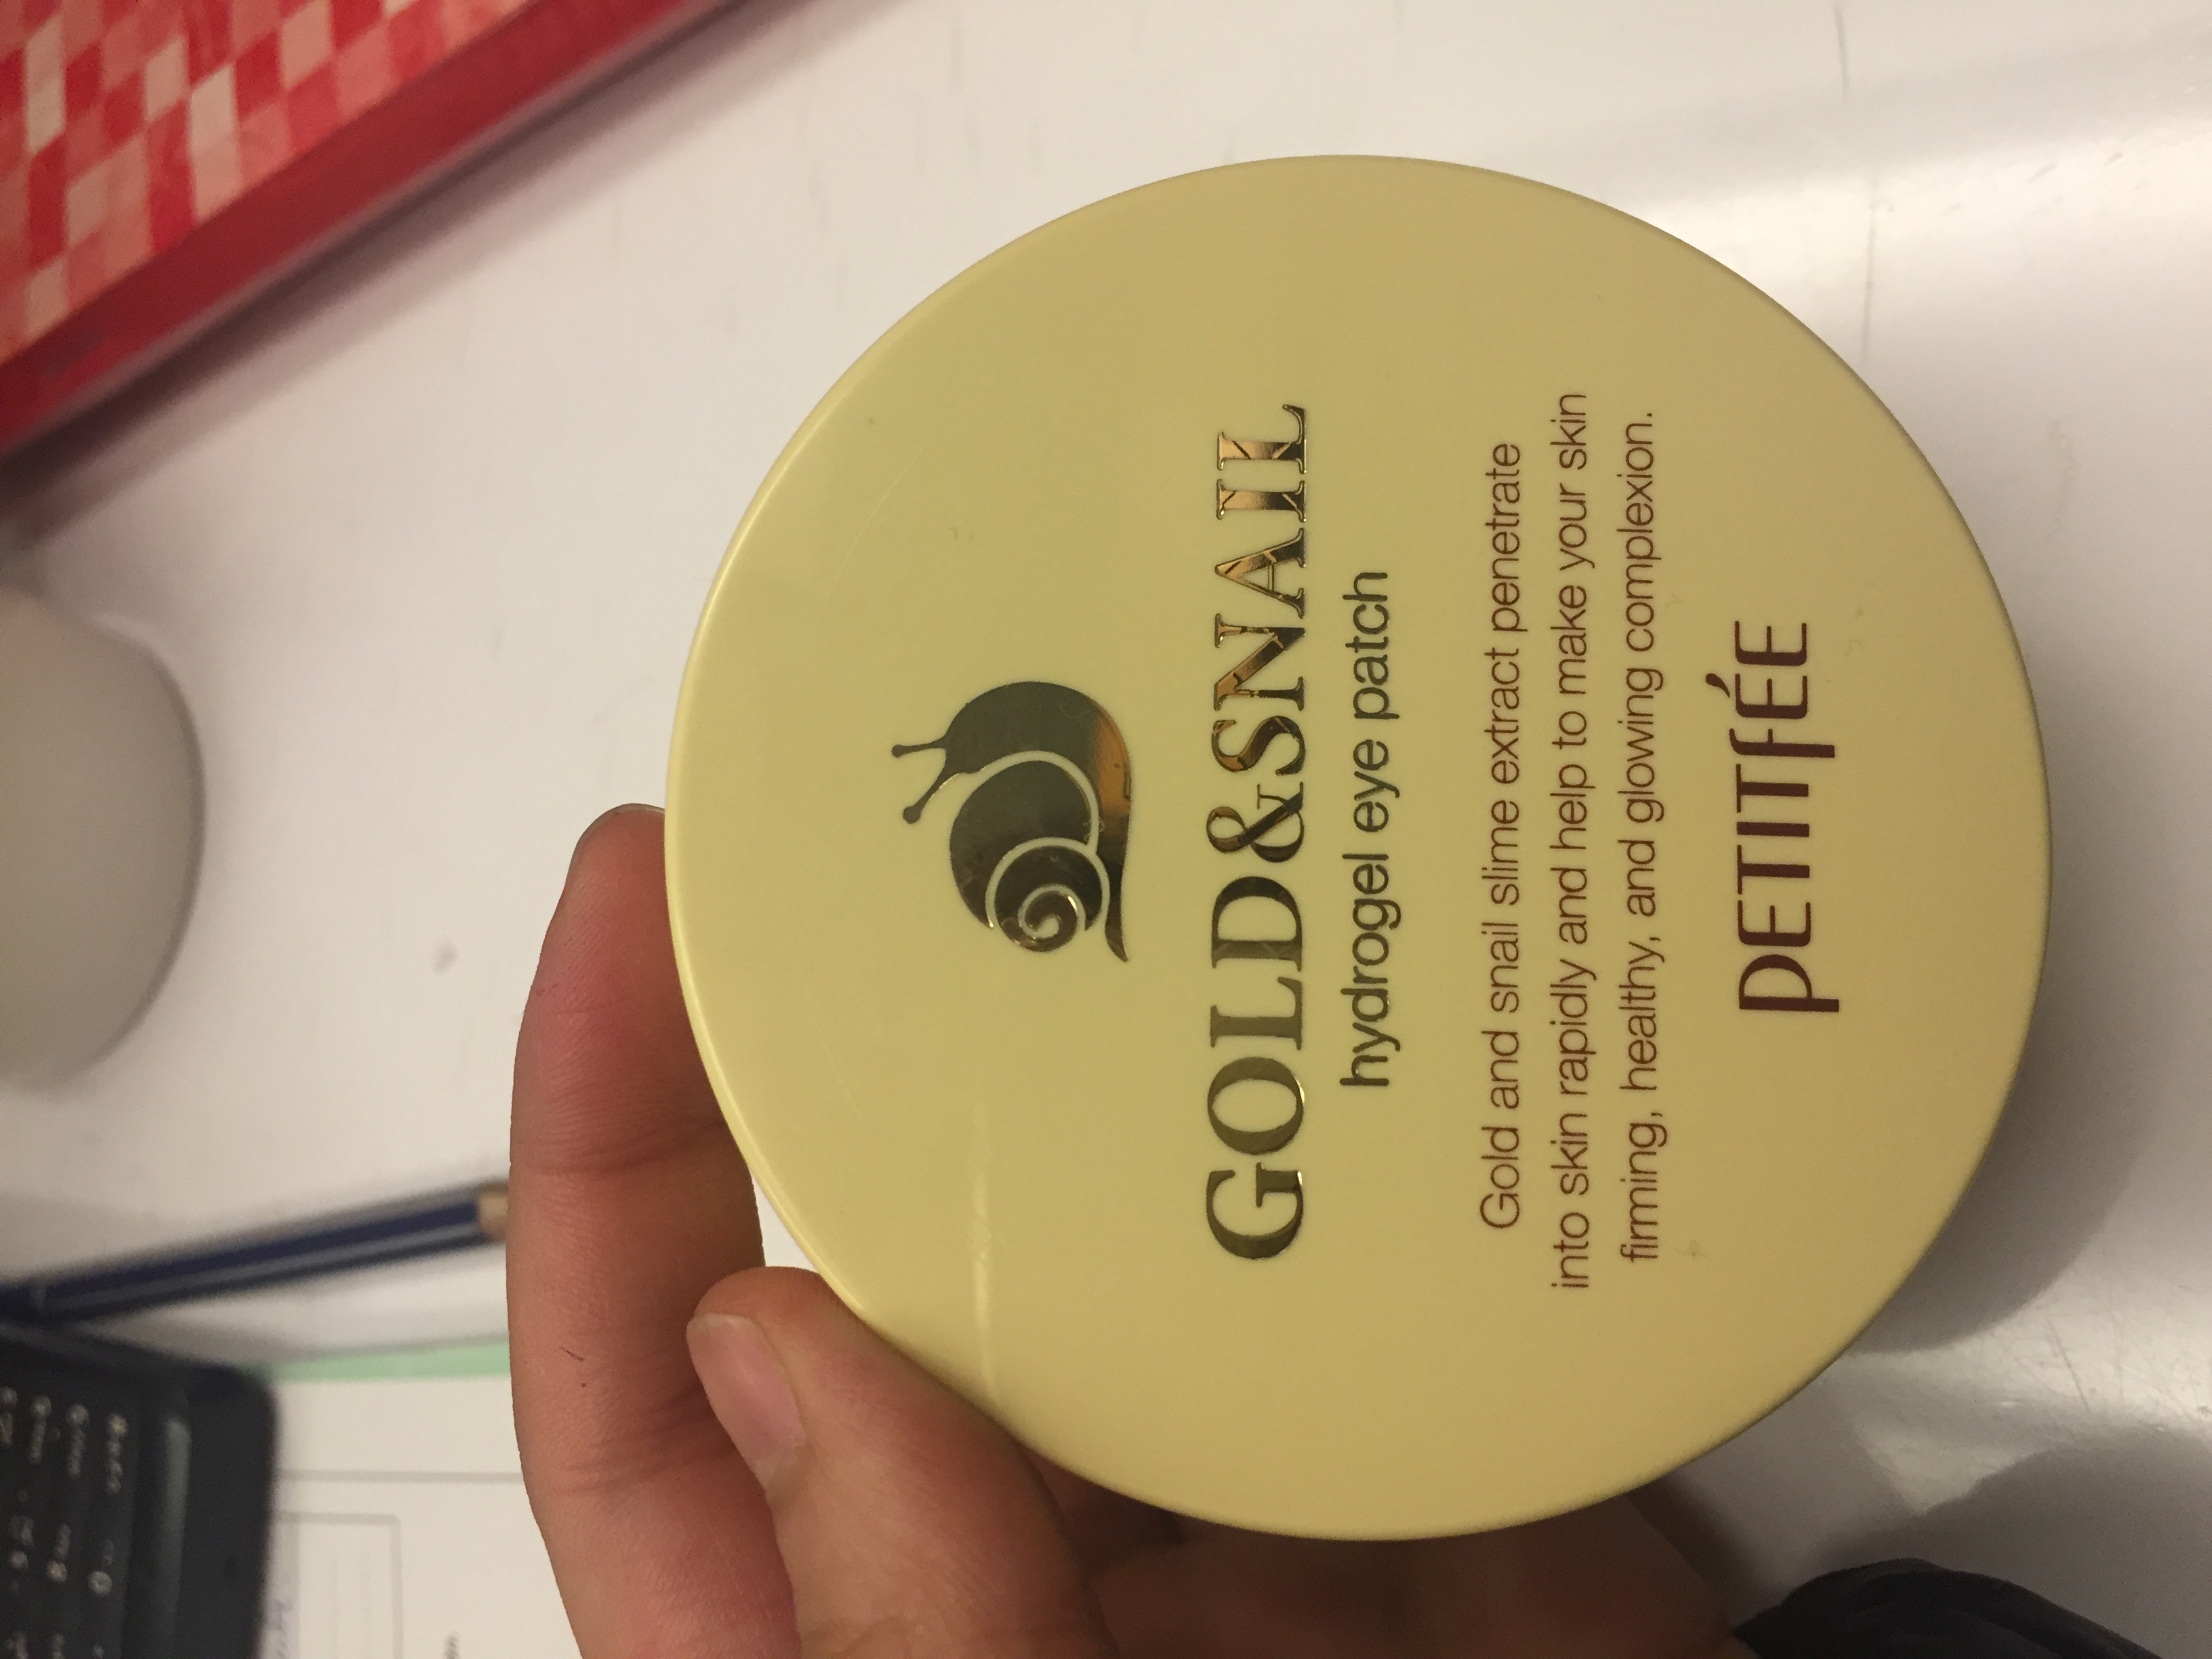 GOLD&SNAIL
hydrogel eye patch
Gold and snail slime extract penetrate
into skin rapidly and help to make your skin
firming, healthy, and glowing complexion.
PETITFÉE